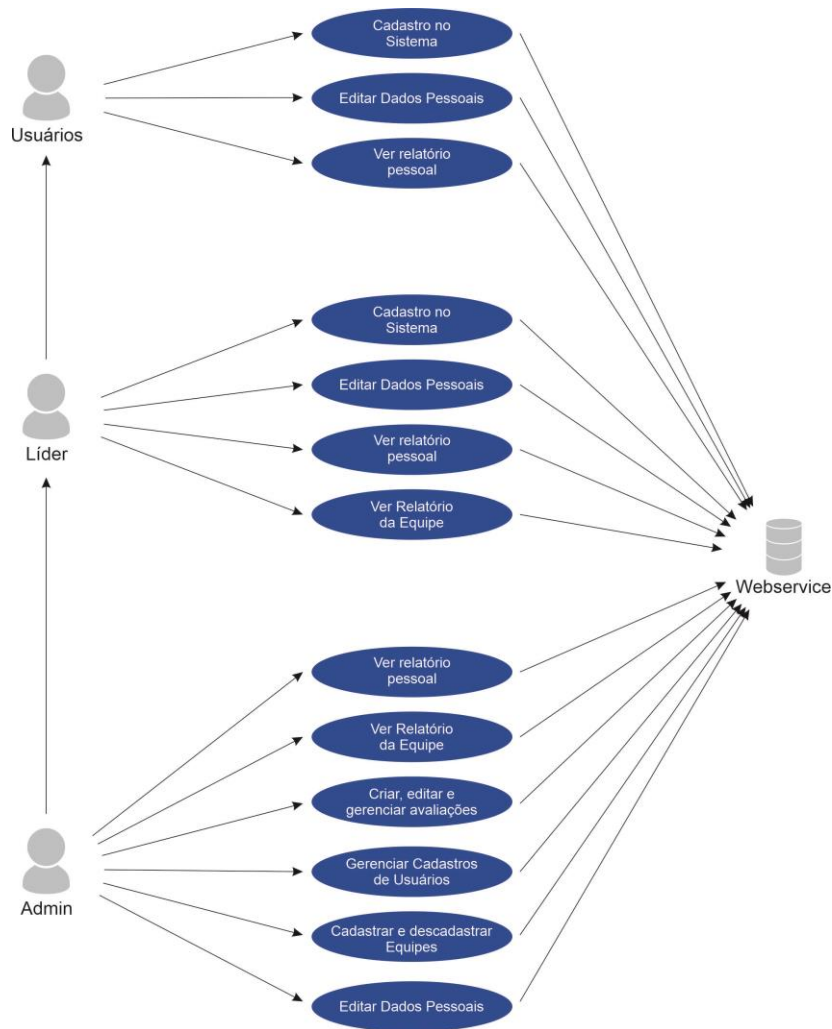 Cadastro no
Sistema
Editar Dados Pessoais
Usuários
Ver relatório
pessoal
Cadastro no
Sistema
Editar Dados Pessoais
Líder
Ver relatório
pessoal
Ver Relatório
da Equipe
Webservice
Ver relatório
pessoal
Ver Relatório
da Equipe
Criar, editar e
gerenciar avaliações
Gerenciar Cadastros
de Usuários
Admin
Cadastrar e descadastrar
Equipes
Editar Dados Pessoais